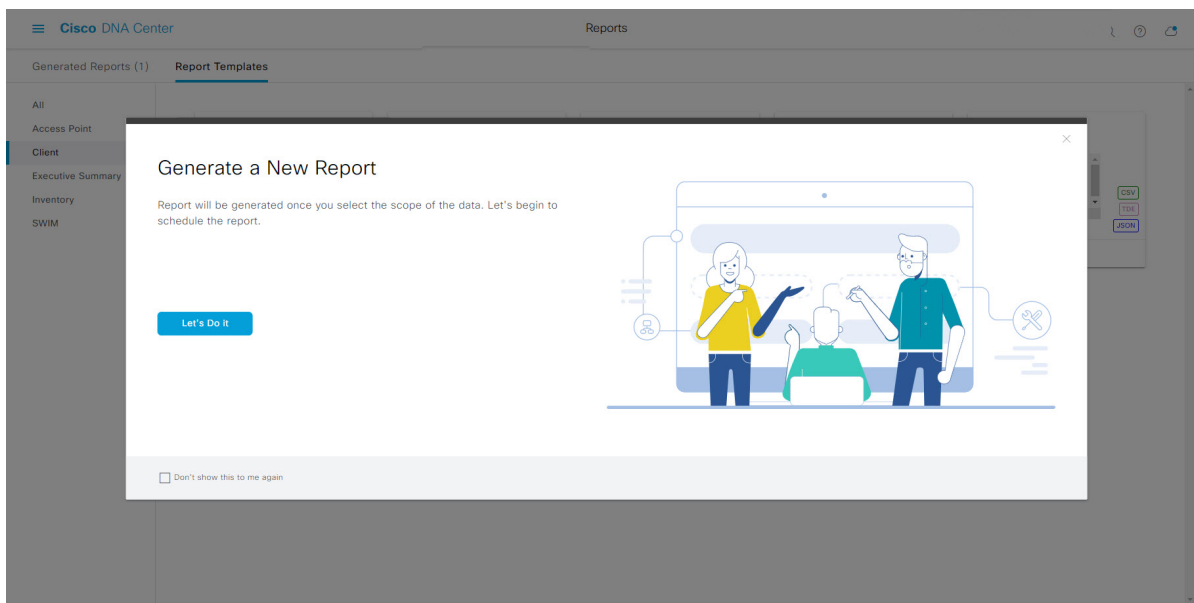 Cisco DNA Center
Reports
Generated Reports (1) Report Templates
All
Access Point
Client
Executive Summary
Inventory
SWIM
Generate a New Report
Report will be generated once you select the scope of the data. Let's begin to
schedule the report.
Let's Do it
Don't show this to me again
CSV
TDE
JSON